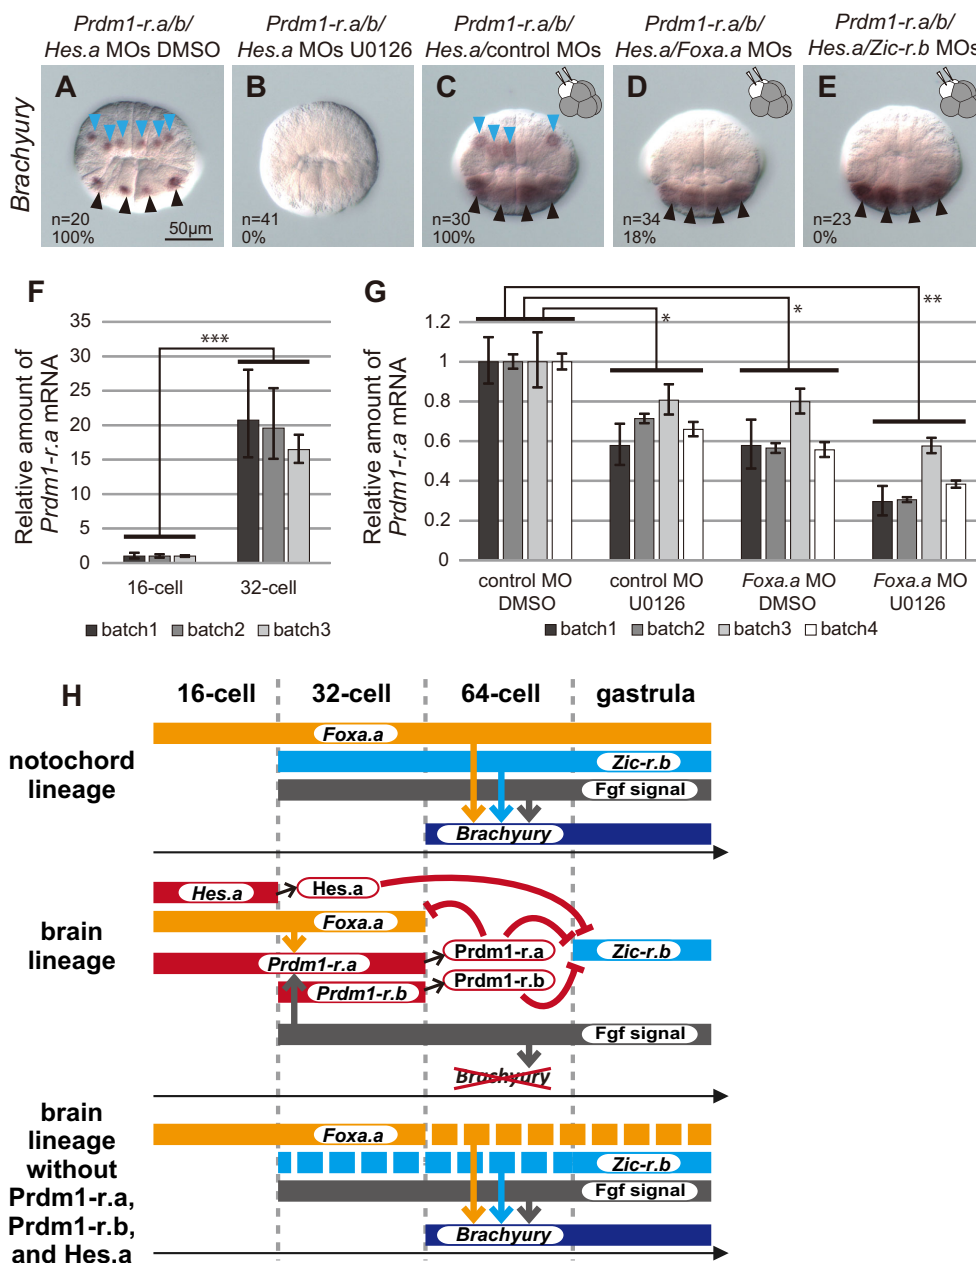 Prdm1-r.a/b/
Hes.a MOs DMSO
Prdm1-r.a/b/
Hes.a MOs U0126
Prdm1-r.a/b/
Hes.a/control MOs
Prdm1-r.a/b/
Hes.a/Foxa.a MOs
Prdm1-r.a/b/
Hes.a/Zic-r.b MOs
Brachyury
A
n=20
100%
50μm
B
n=41
0%
C
n=30
100%
D
n=34
18%
E
n=23
0%
F
Relative amount of
Prdm1-r.a mRNA
35
30
25
20
15
10
5
0
***
16-cell
32-cell
batch1
batch2
batch3
G
Relative amount of
Prdm1-r.a mRNA
1.2
1
0.8
0.6
0.4
0.2
0
*
*
**
control MO
DMSO
control MO
U0126
Foxa.a MO
DMSO
Foxa.a MO
U0126
batch1
batch2
batch3
batch4
H
16-cell
32-cell
64-cell
gastrula
notochord
lineage
Foxa.a
Zic-r.b
Fgf signal
Brachyury
brain
lineage
Hes.a
Hes.a
Foxa.a
Prdm1-r.a
Prdm1-r.a
Zic-r.b
Prdm1-r.b
Prdm1-r.b
Fgf signal
Brachyury
brain
lineage
without
Prdm1-r.a,
Prdm1-r.b,
and Hes.a
Foxa.a
Zic-r.b
Fgf signal
Brachyury